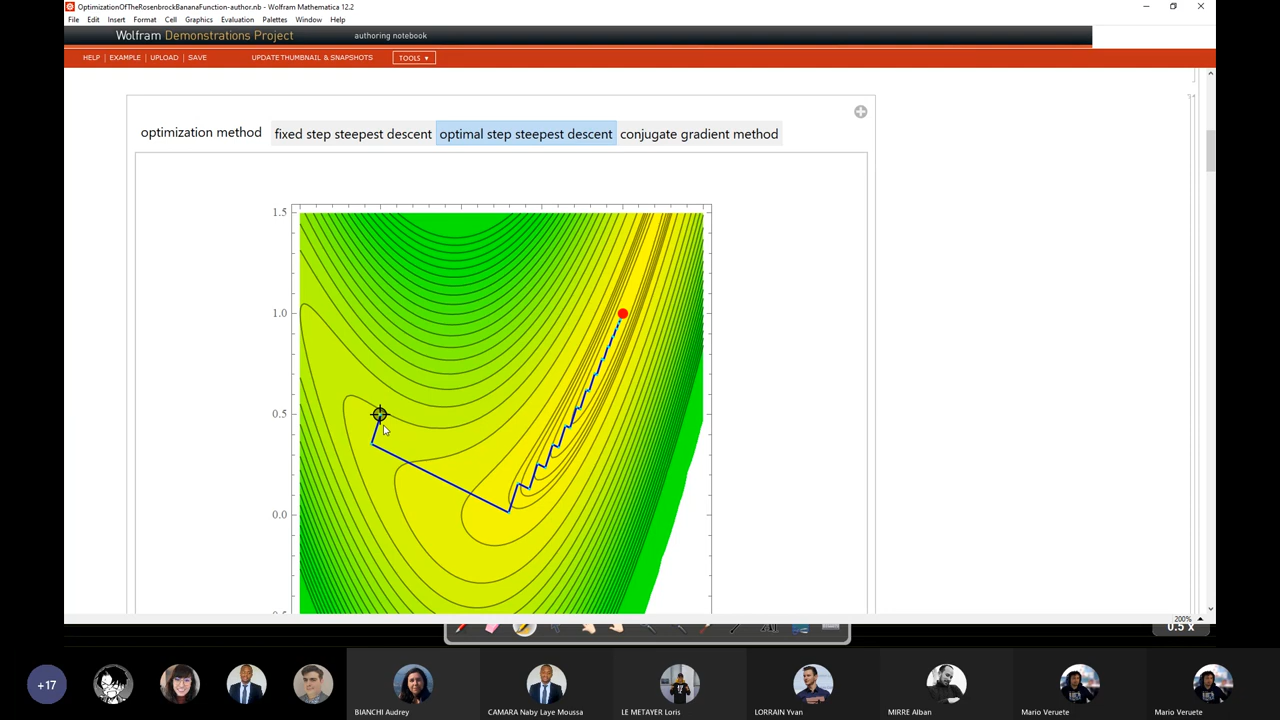 OptimizationOfTheRosenbrockBananaFunction-author.nb - Wolfram Mathematica 12.2
File Edit Insert Format Cell Graphics Evaluation Palettes Window Help
Wolfram Demonstrations Project authoring notebook
HELP | EXAMPLE | UPLOAD | SAVE UPDATE THUMBNAIL & SNAPSHOTS TOOLS ▼
optimization method fixed step steepest descent optimal step steepest descent conjugate gradient method
1.5
1.0
0.5
0.0
200%
0.5 x
+17
BIANCHI Audrey CAMARA Naby Laye Moussa LE METAYER Loris LORRAIN Yvan MIRRE Alban Mario Veruete Mario Veruete